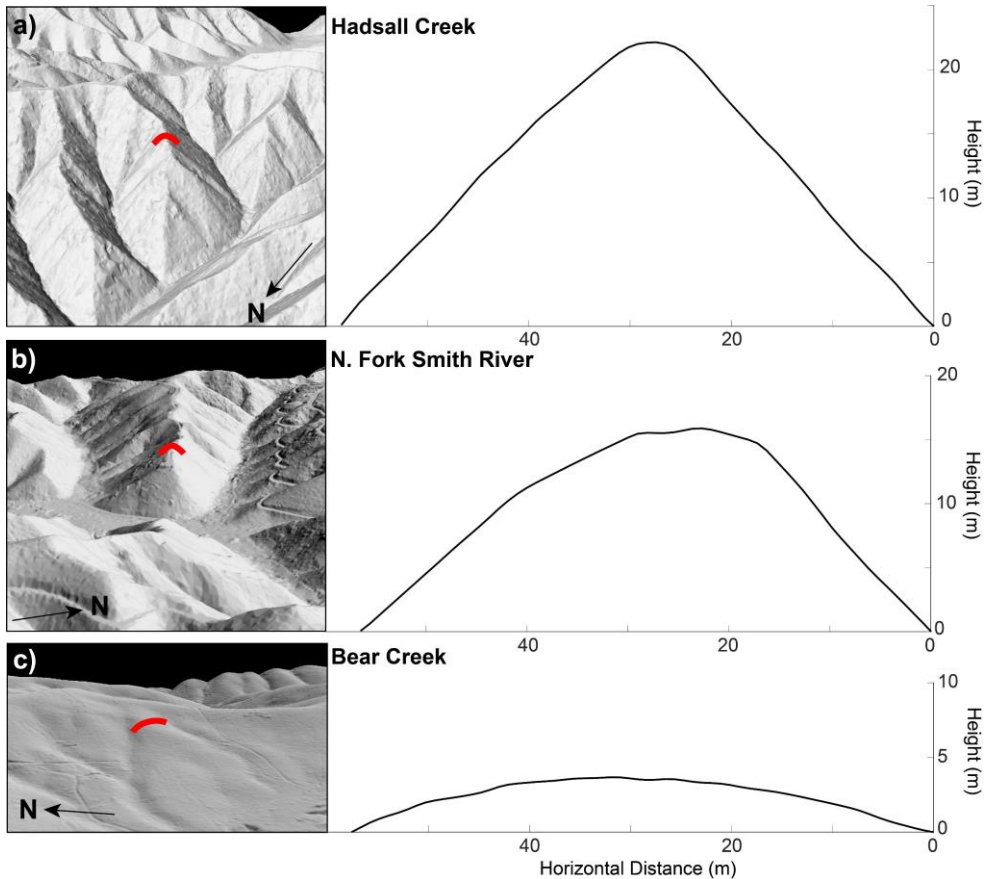 a)
Hadsall Creek
N
20
10
0
Height (m)
40
20
0
b)
N. Fork Smith River
N
20
10
0
Height (m)
40
20
0
c)
Bear Creek
N
10
5
0
Height (m)
40
20
0
Horizontal Distance (m)